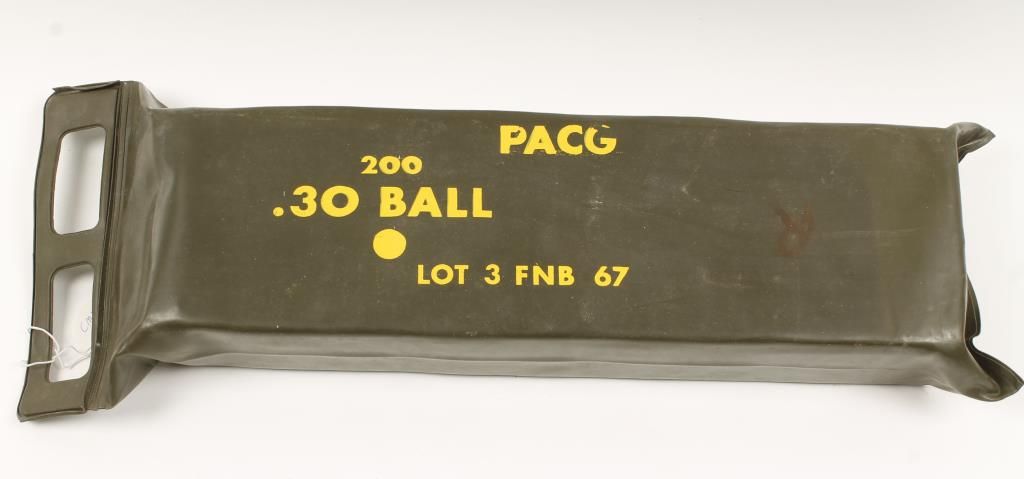 PACG
200
.30 BALL
LOT 3 FNB 67